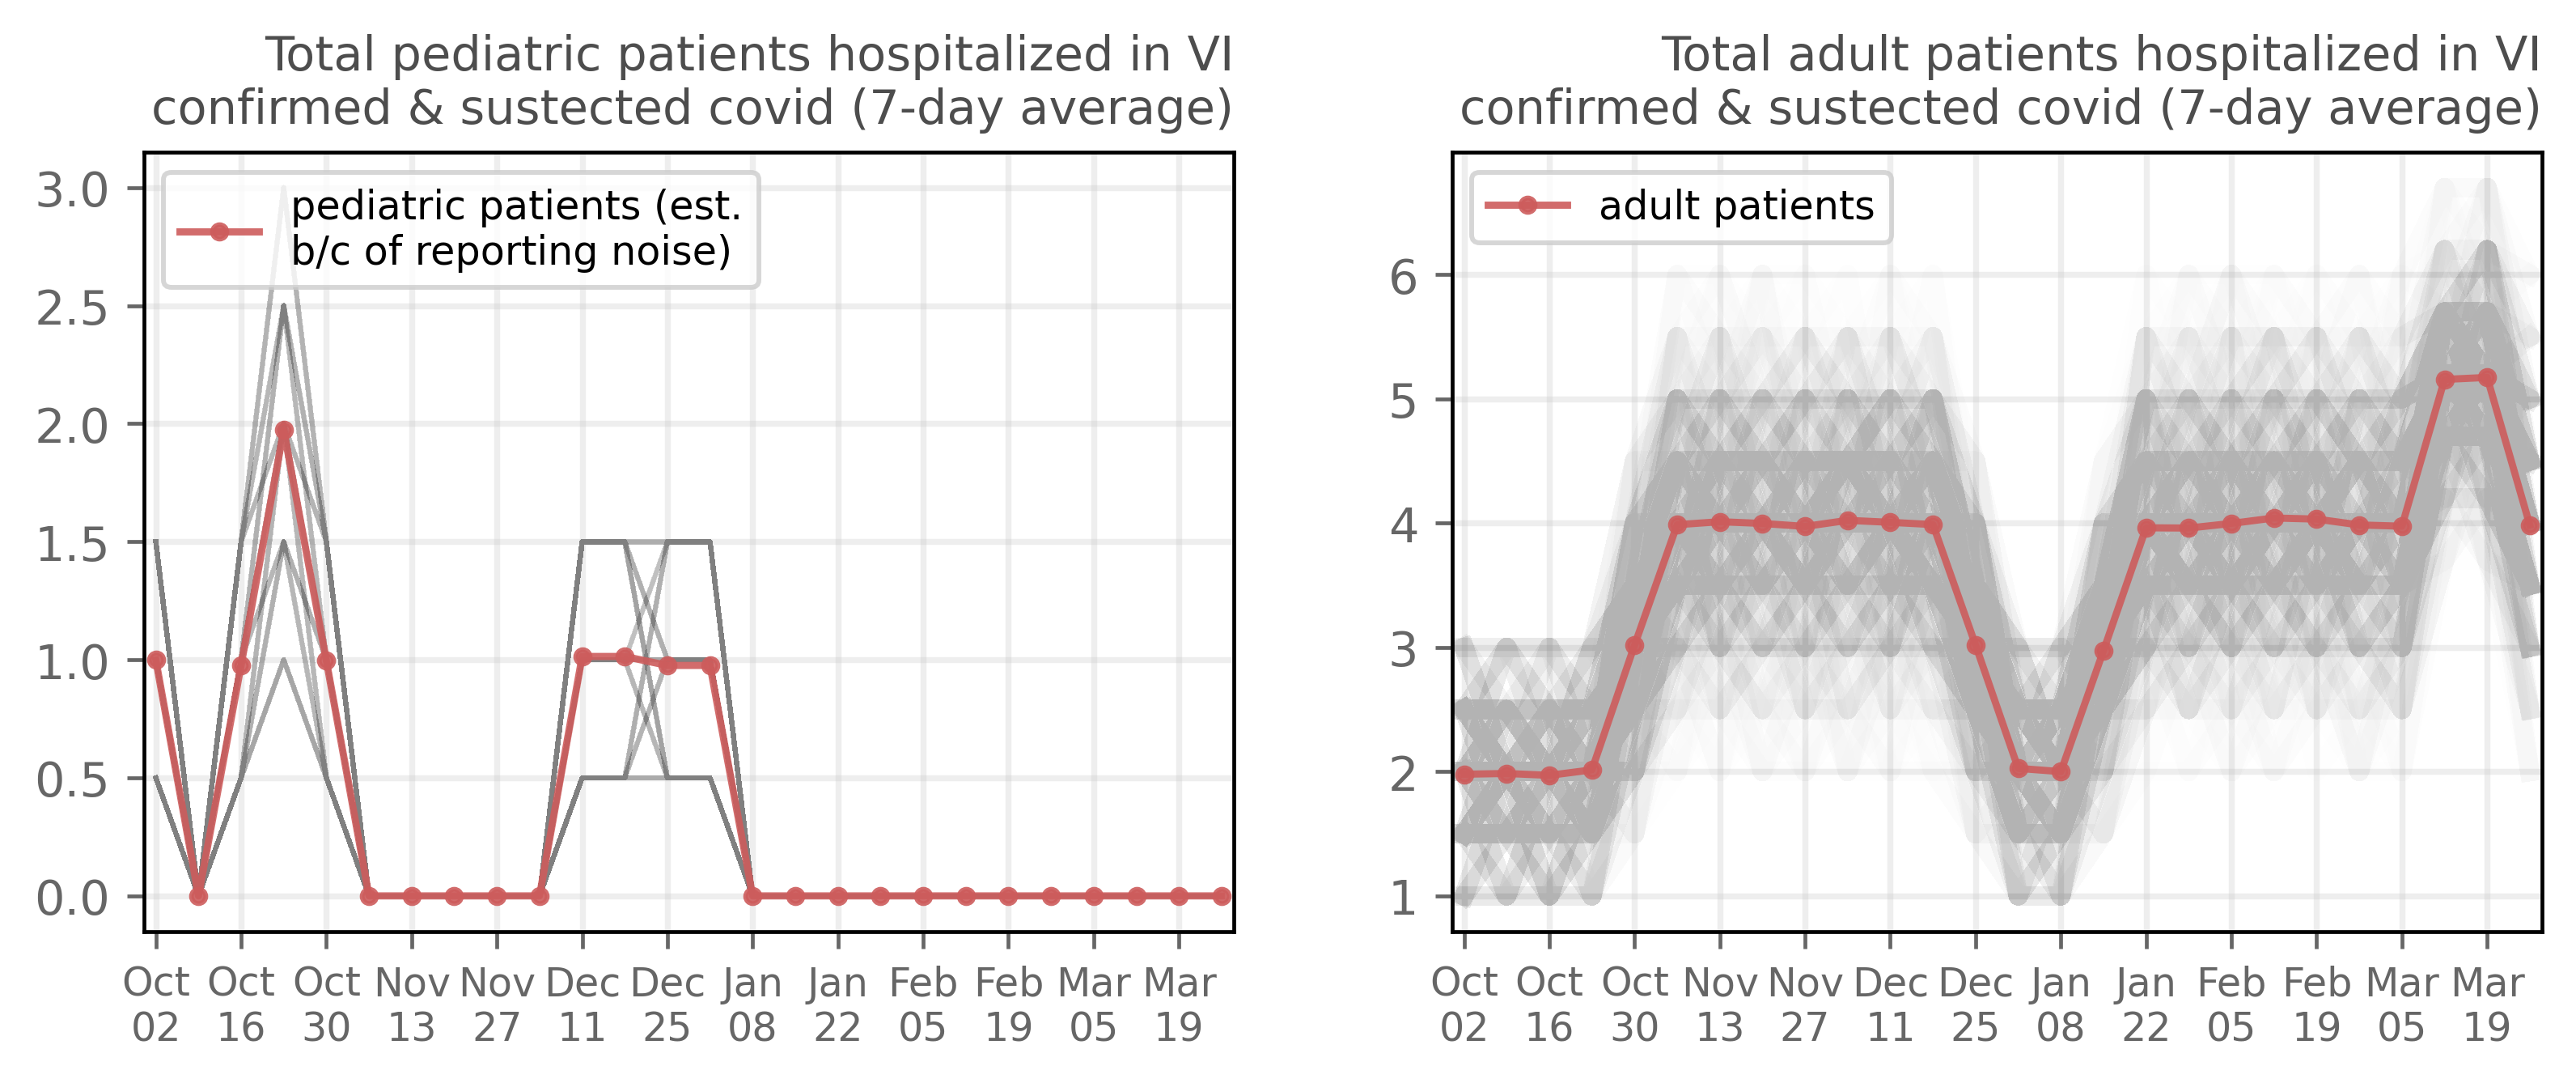 Total pediatric patients hospitalized in VI
confirmed & sustected covid (7-day average)
pediatric patients (est.
b/c of reporting noise)
3.0
2.5
2.0
1.5
1.0
0.5
0.0
Oct Oct Oct Nov Nov Dec Dec Jan Jan Feb Feb Mar Mar
02 16 30 13 27 11 25 08 22 05 19 05 19
Total adult patients hospitalized in VI
confirmed & sustected covid (7-day average)
adult patients
6
5
4
3
2
1
Oct Oct Oct Nov Nov Dec Dec Jan Jan Feb Feb Mar Mar
02 16 30 13 27 11 25 08 22 05 19 05 19